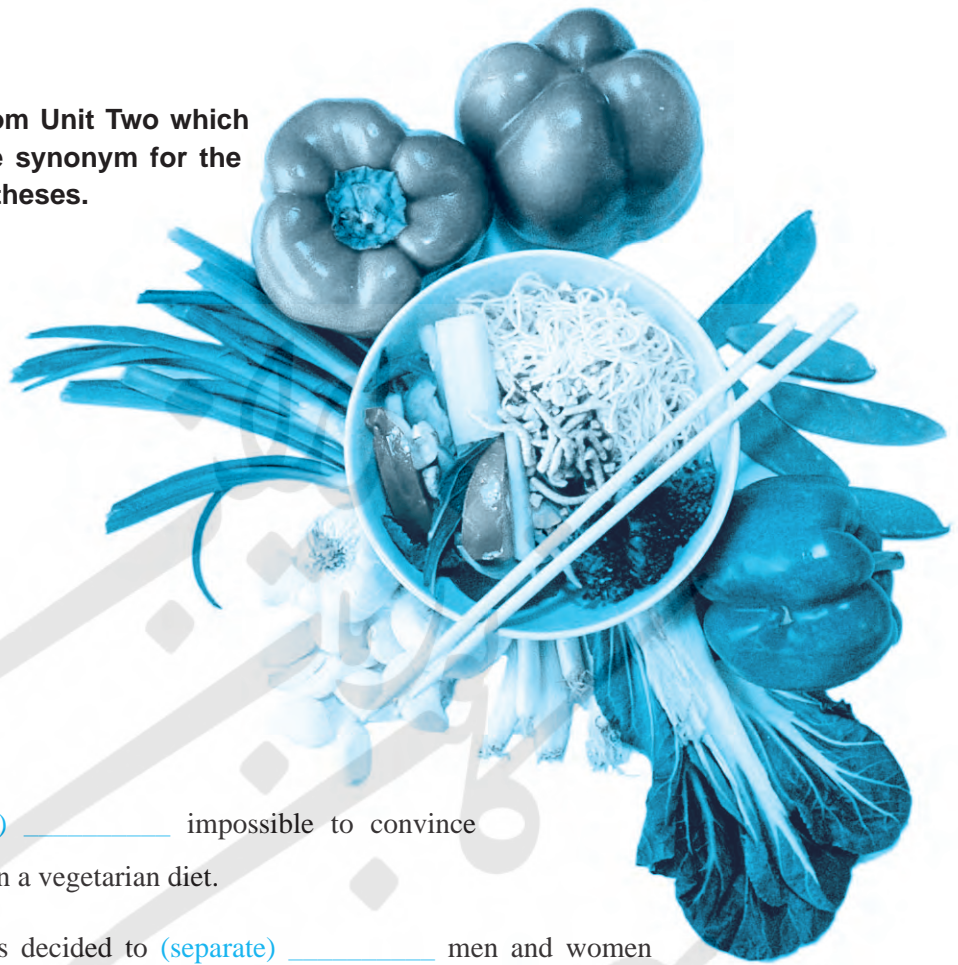 om Unit Two which
e synonym for the
theses.
) __________ impossible to convince
n a vegetarian diet.
s decided to (separate) __________ men and women